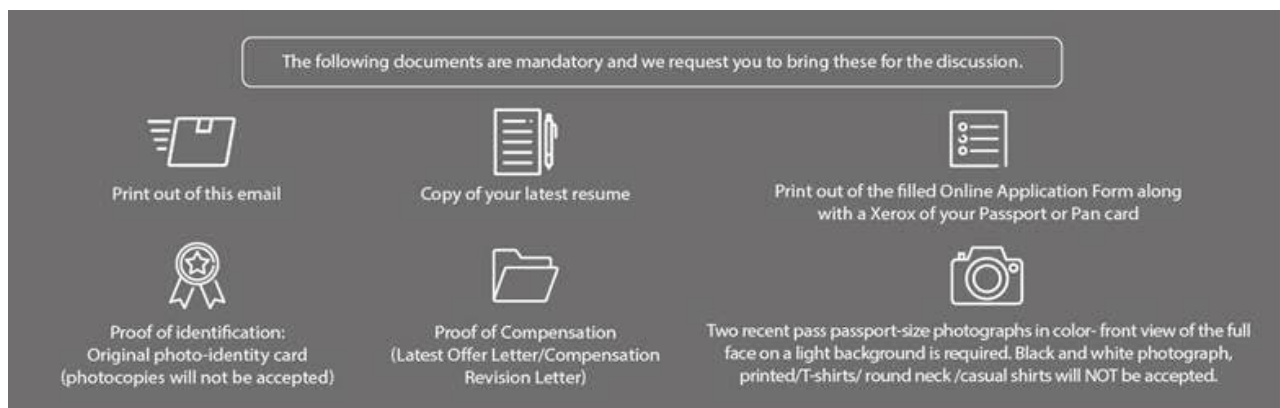 The following documents are mandatory and we request you to bring these for the discussion.
Print out of this email
Copy of your latest resume
Print out of the filled Online Application Form along
with a Xerox of your Passport or Pan card
Proof of identification:
Original photo-identity card
(photocopies will not be accepted)
Proof of Compensation
(Latest Offer Letter/Compensation
Revision Letter)
Two recent pass passport-size photographs in color- front view of the full
face on a light background is required. Black and white photograph,
printed/T-shirts/ round neck /casual shirts will NOT be accepted.